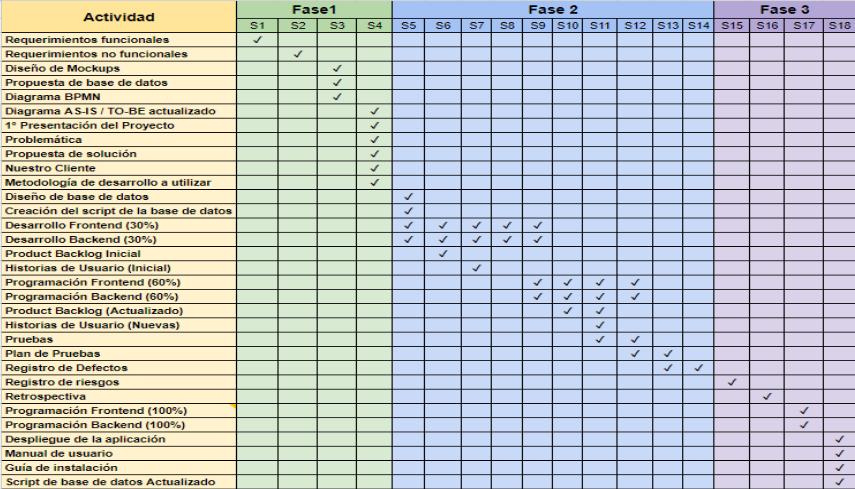 Actividad Fase1 Fase 2 Fase 3
S1 S2 S3 S4 S5 S6 S7 S8 S9 S10 S11 S12 S13 S14 S15 S16 S17 S18
Requerimientos funcionales ✓
Requerimientos no funcionales ✓
Diseño de Mockups ✓
Propuesta de base de datos ✓
Diagrama BPMN ✓
Diagrama AS-IS / TO-BE actualizado ✓
1° Presentación del Proyecto ✓
Problemática ✓
Propuesta de solución ✓
Nuestro Cliente ✓
Metodología de desarrollo a utilizar ✓
Diseño de base de datos ✓
Creación del script de la base de datos ✓
Desarrollo Frontend (30%) ✓ ✓ ✓ ✓ ✓
Desarrollo Backend (30%) ✓ ✓ ✓ ✓ ✓
Product Backlog Inicial ✓
Historias de Usuario (Inicial) ✓
Programación Frontend (60%) ✓ ✓ ✓ ✓
Programación Backend (60%) ✓ ✓ ✓ ✓
Product Backlog (Actualizado) ✓ ✓
Historias de Usuario (Nuevas) ✓
Pruebas ✓ ✓
Plan de Pruebas ✓ ✓
Registro de Defectos ✓ ✓
Registro de riesgos ✓
Retrospectiva ✓
Programación Frontend (100%) ✓
Programación Backend (100%) ✓
Despliegue de la aplicación ✓
Manual de usuario ✓
Guía de instalación ✓
Script de base de datos Actualizado ✓